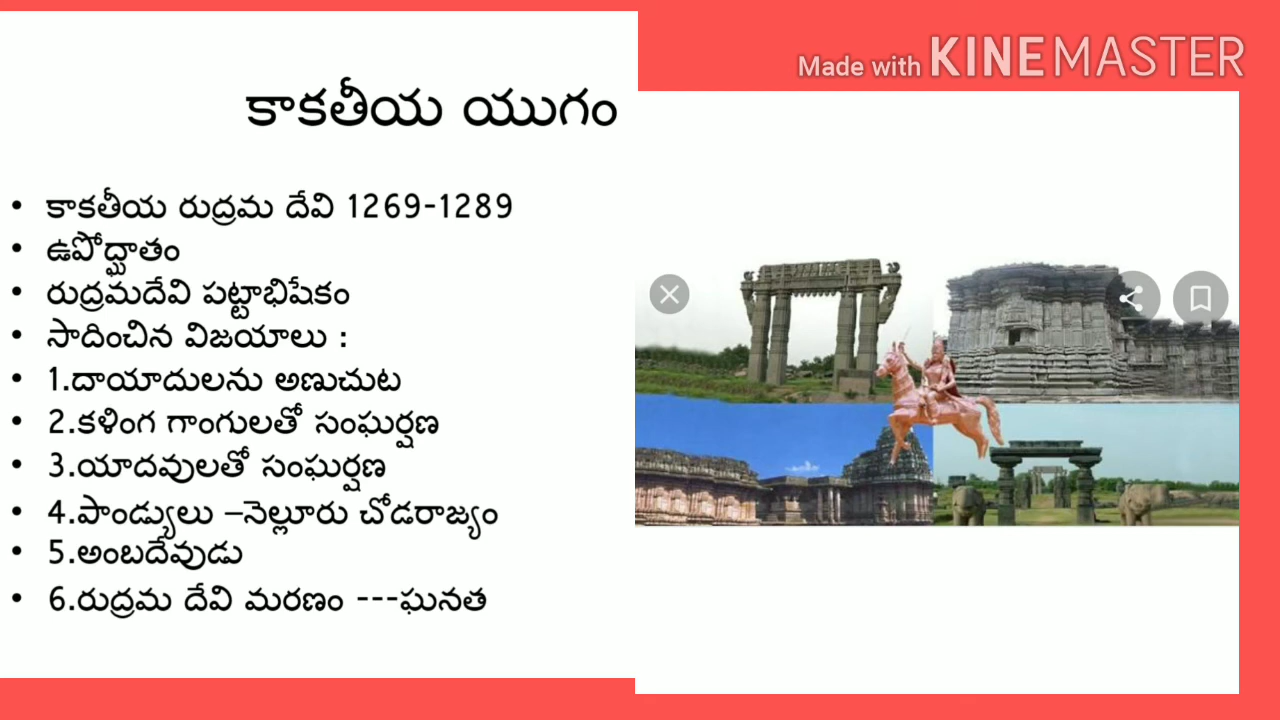 Made with KINEMASTER
కాకతీయ యుగం
• కాకతీయ రుద్రమ దేవి 1269-1289
• ఉపోద్ఘాతం
• రుద్రమదేవి పట్టాభిషేకం
• సాదించిన విజయాలు :
• 1.దాయాదులను అణుచుట
• 2.కళింగ గాంగులతో సంఘర్షణ
• 3.యాదవులతో సంఘర్షణ
• 4.పాండ్యులు –నెల్లూరు చోడరాజ్యం
• 5.అంబదేవుడు
• 6.రుద్రమ దేవి మరణం ---ఘనత